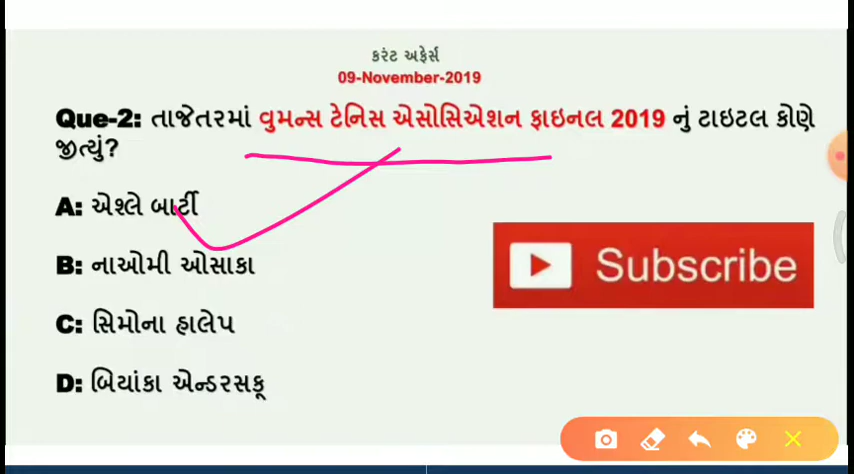 કરંટ અફેર્સ
09-November-2019
Que-2: તાજેતરમાં વુમન્સ ટેનિસ એસોસિએશન ફાઇનલ 2019 નું ટાઇટલ કોણે
જીત્યું?
A: એશ્લે બાર્ટી
B: નાઓમી ઓસાકા
Subscribe
C: સિમોના હાલેપ
D: બિયાંકા એન્ડરસકૂ